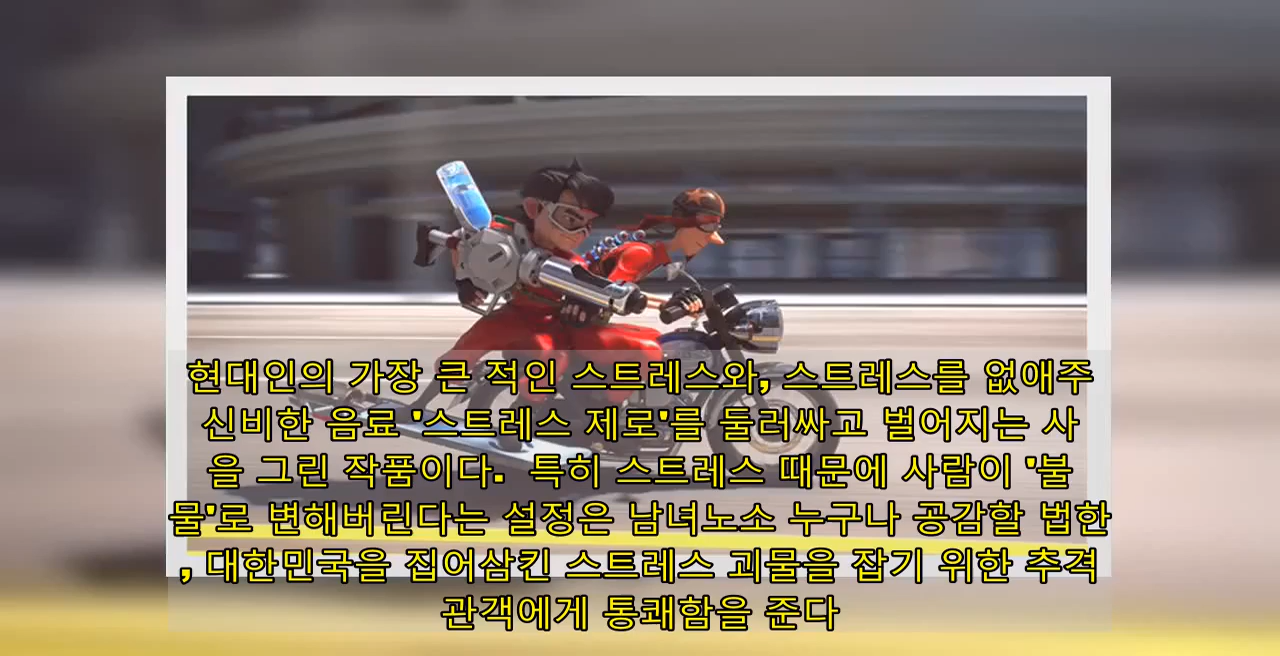 현대인의 가장 큰 적인 스트레스와, 스트레스를 없애주
신비한 음료 '스트레스 제로'를 둘러싸고 벌어지는 사
을 그린 작품이다.  특히 스트레스 때문에 사람이 '불
물'로 변해버린다는 설정은 남녀노소 누구나 공감할 법한
, 대한민국을 집어삼킨 스트레스 괴물을 잡기 위한 추격
관객에게 통쾌함을 준다